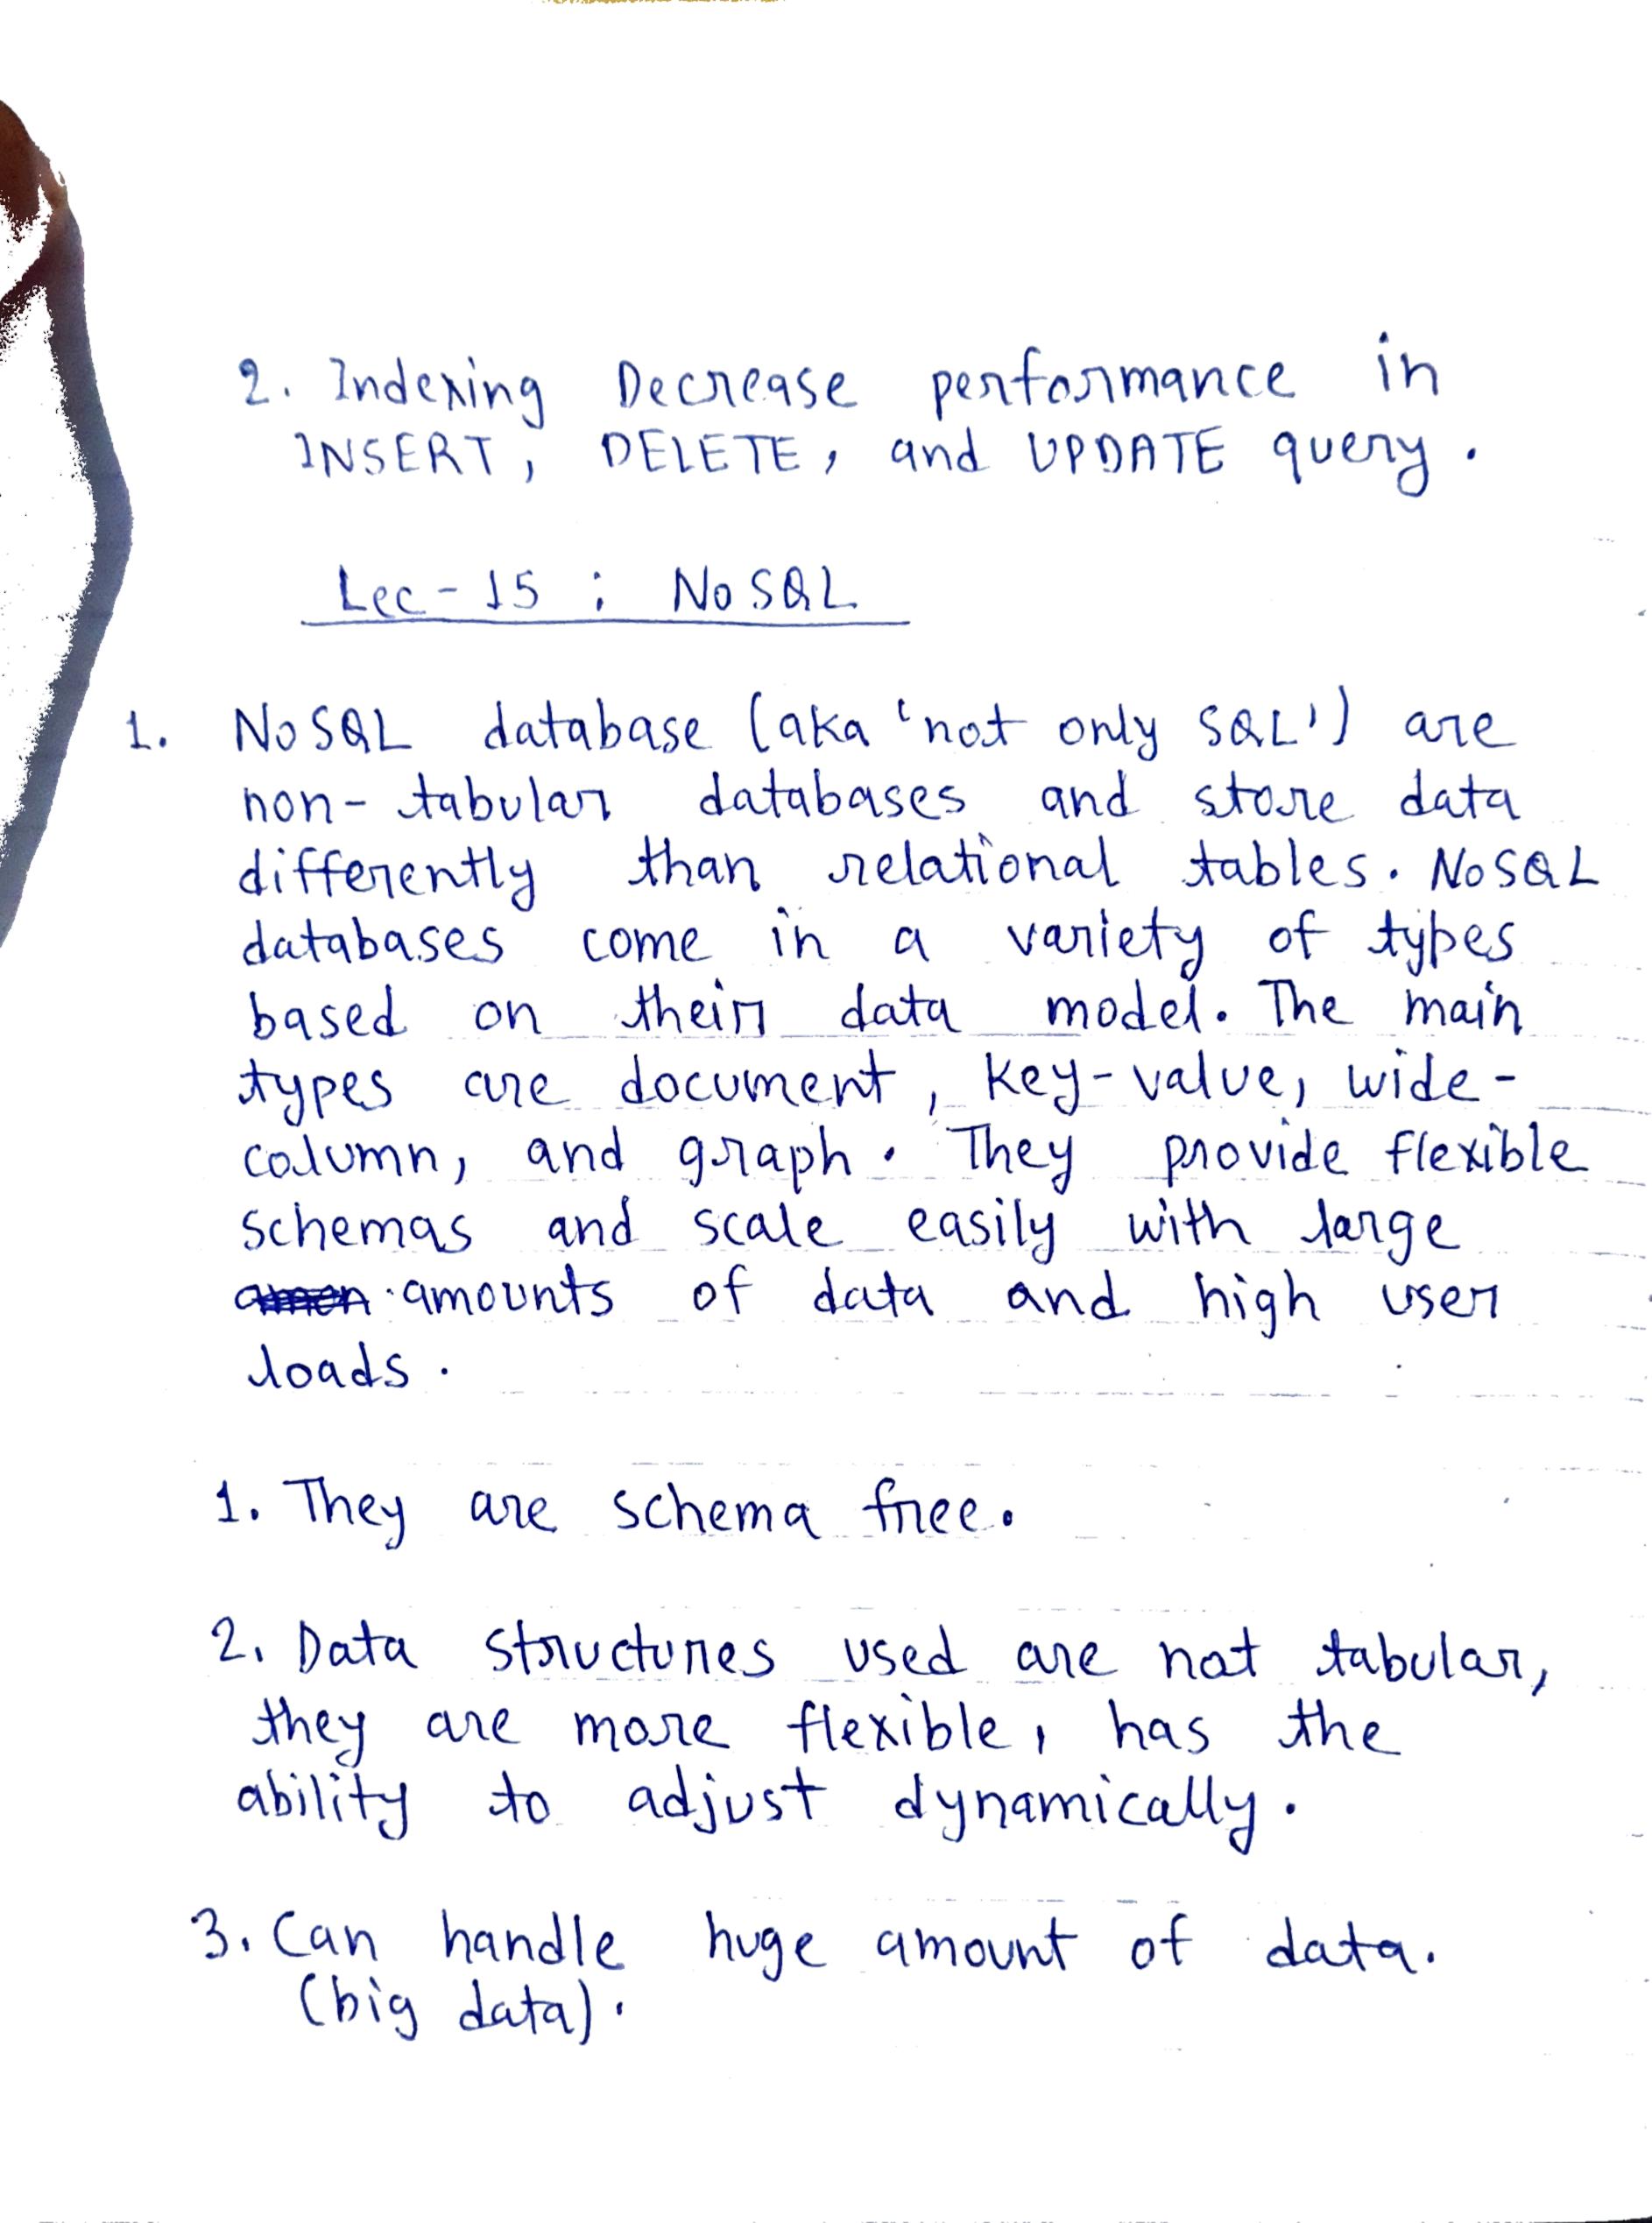 2. Indexing Decrease performance in
INSERT, DELETE, and UPDATE query.
Lec-15 : NoSQL
1. NoSQL database (aka 'not only SQL') are
non-tabular databases and store data
differently than relational tables. NoSQL
databases come in a variety of types
based on their data model. The main
types are document, key-value, wide-
column, and graph. They provide flexible
schemas and scale easily with large
amounts of data and high user
loads.
1. They are schema free.
2. Data structures used are not tabular,
they are more flexible, has the
ability to adjust dynamically.
3. Can handle huge amount of data.
(big data).